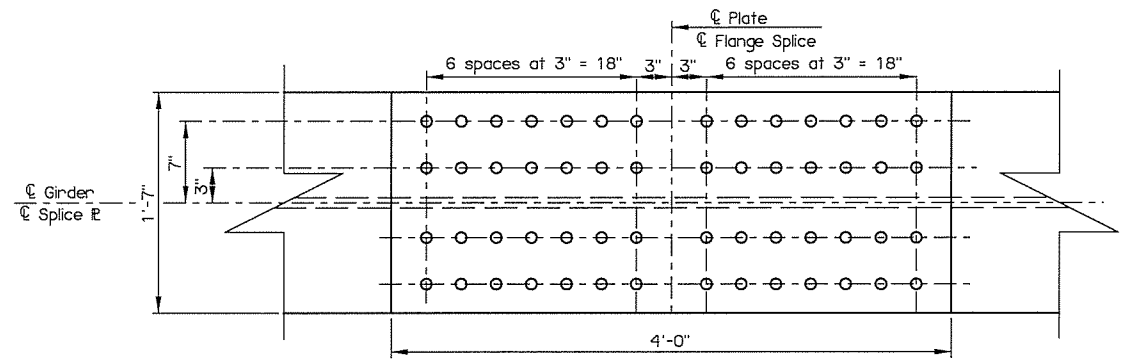 ℄ Plate
℄ Flange Splice
6 spaces at 3" = 18"
3"
3"
6 spaces at 3" = 18"
7"
3"
1'-7"
℄ Girder
℄ Splice ℙL
4'-0"